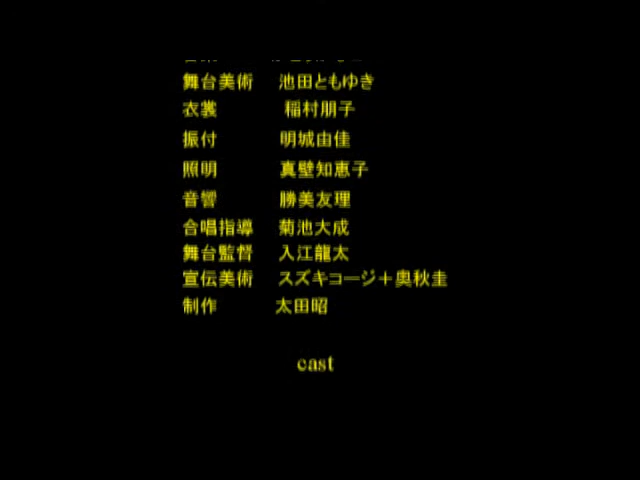 舞台美術 池田ともゆき
衣裳 稲村朋子
振付 明城由佳
照明 真壁知恵子
音響 勝美友理
合唱指導 菊池大成
舞台監督 入江龍太
宣伝美術 スズキコージ＋奥秋圭
制作 太田昭
cast